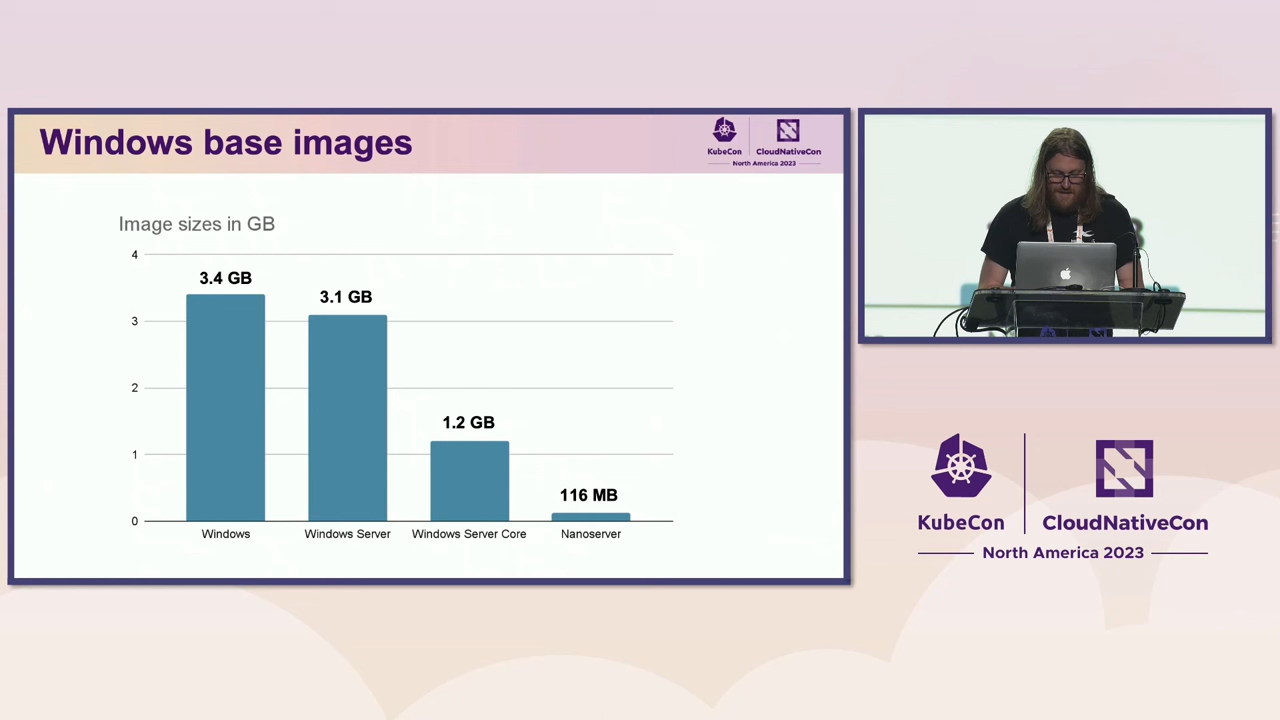 Windows base images
KubeCon
CloudNativeCon
North America 2023
Image sizes in GB
4
3
2
1
0
3.4 GB
3.1 GB
1.2 GB
116 MB
Windows
Windows Server
Windows Server Core
Nanoserver
KubeCon
CloudNativeCon
North America 2023